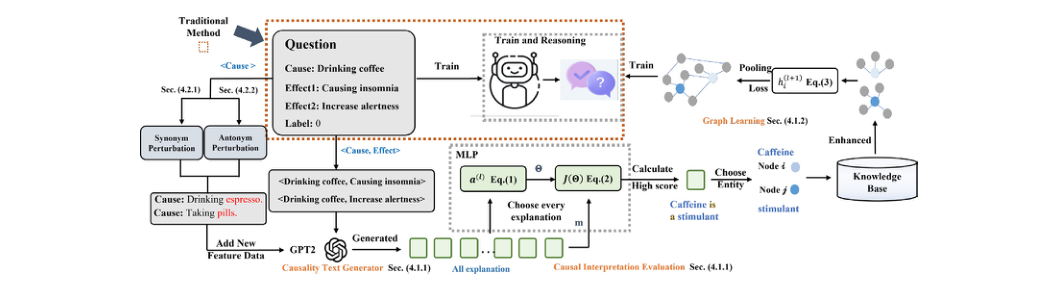 Traditional
Method
<Cause >
Sec. (4.2.1)
Sec. (4.2.2)
Synonym
Perturbation
Antonym
Perturbation
Cause: Drinking espresso.
Cause: Taking pills.
Add New
Feature Data
Question
Cause: Drinking coffee
Effect1: Causing insomnia
Effect2: Increase alertness
Label: 0
Train
Train and Reasoning
Train
<Cause, Effect>
<Drinking coffee, Causing insomnia>
<Drinking coffee, Increase alertness>
GPT2
Generated
Causality Text Generator Sec. (4.1.1)
All explanation
MLP
a^(l) Eq.(1)
Θ
J(Θ) Eq.(2)
Choose every
explanation
m
Causal Interpretation Evaluation Sec. (4.1.1)
Calculate
High score
Caffeine is
a stimulant
Choose
Entity
Caffeine
Node i
Node j
stimulant
Knowledge
Base
Enhanced
h_i^(l+1) Eq.(3)
Pooling
Loss
Graph Learning Sec. (4.1.2)